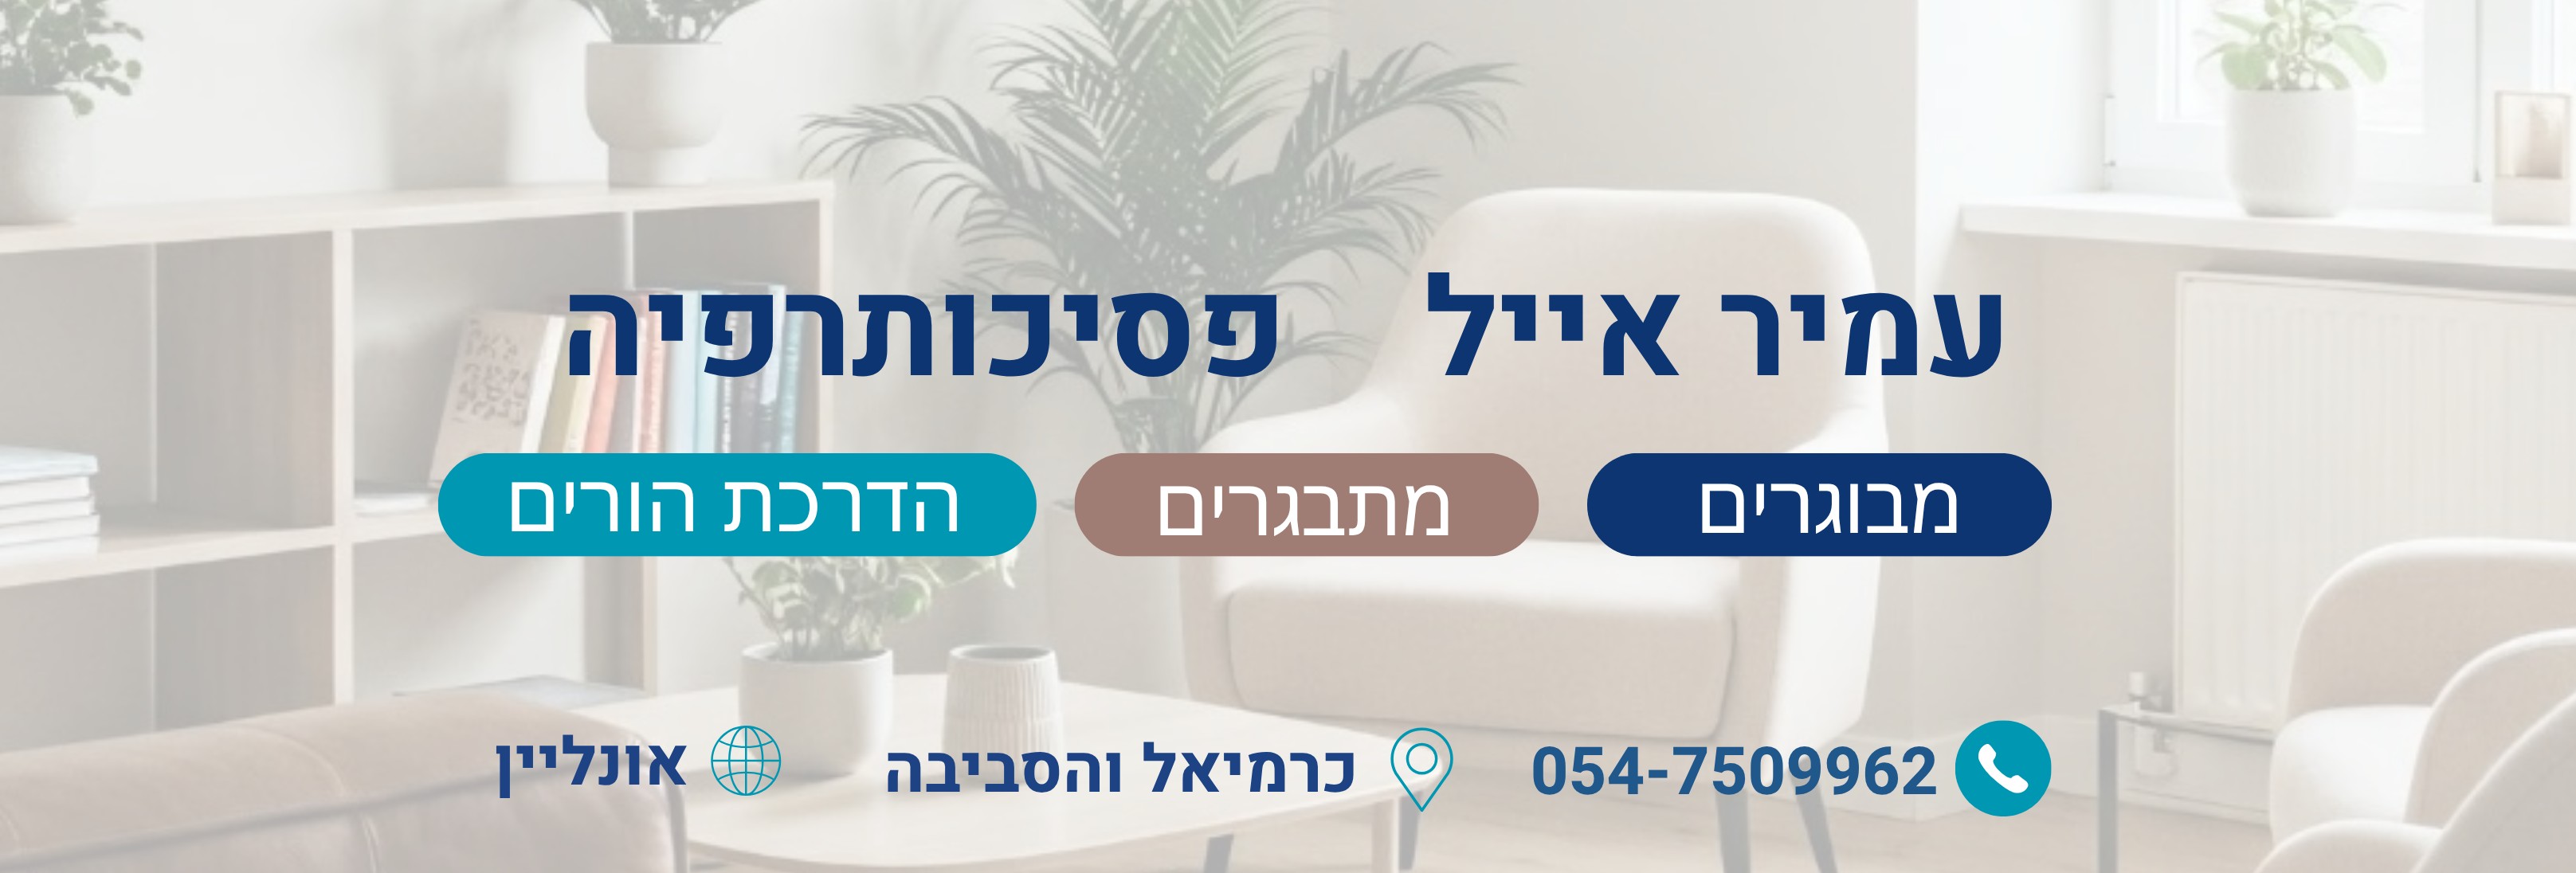 עמיר אייל פסיכותרפיה
מבוגרים מתבגרים הדרכת הורים
054-7509962 כרמיאל והסביבה אונליין